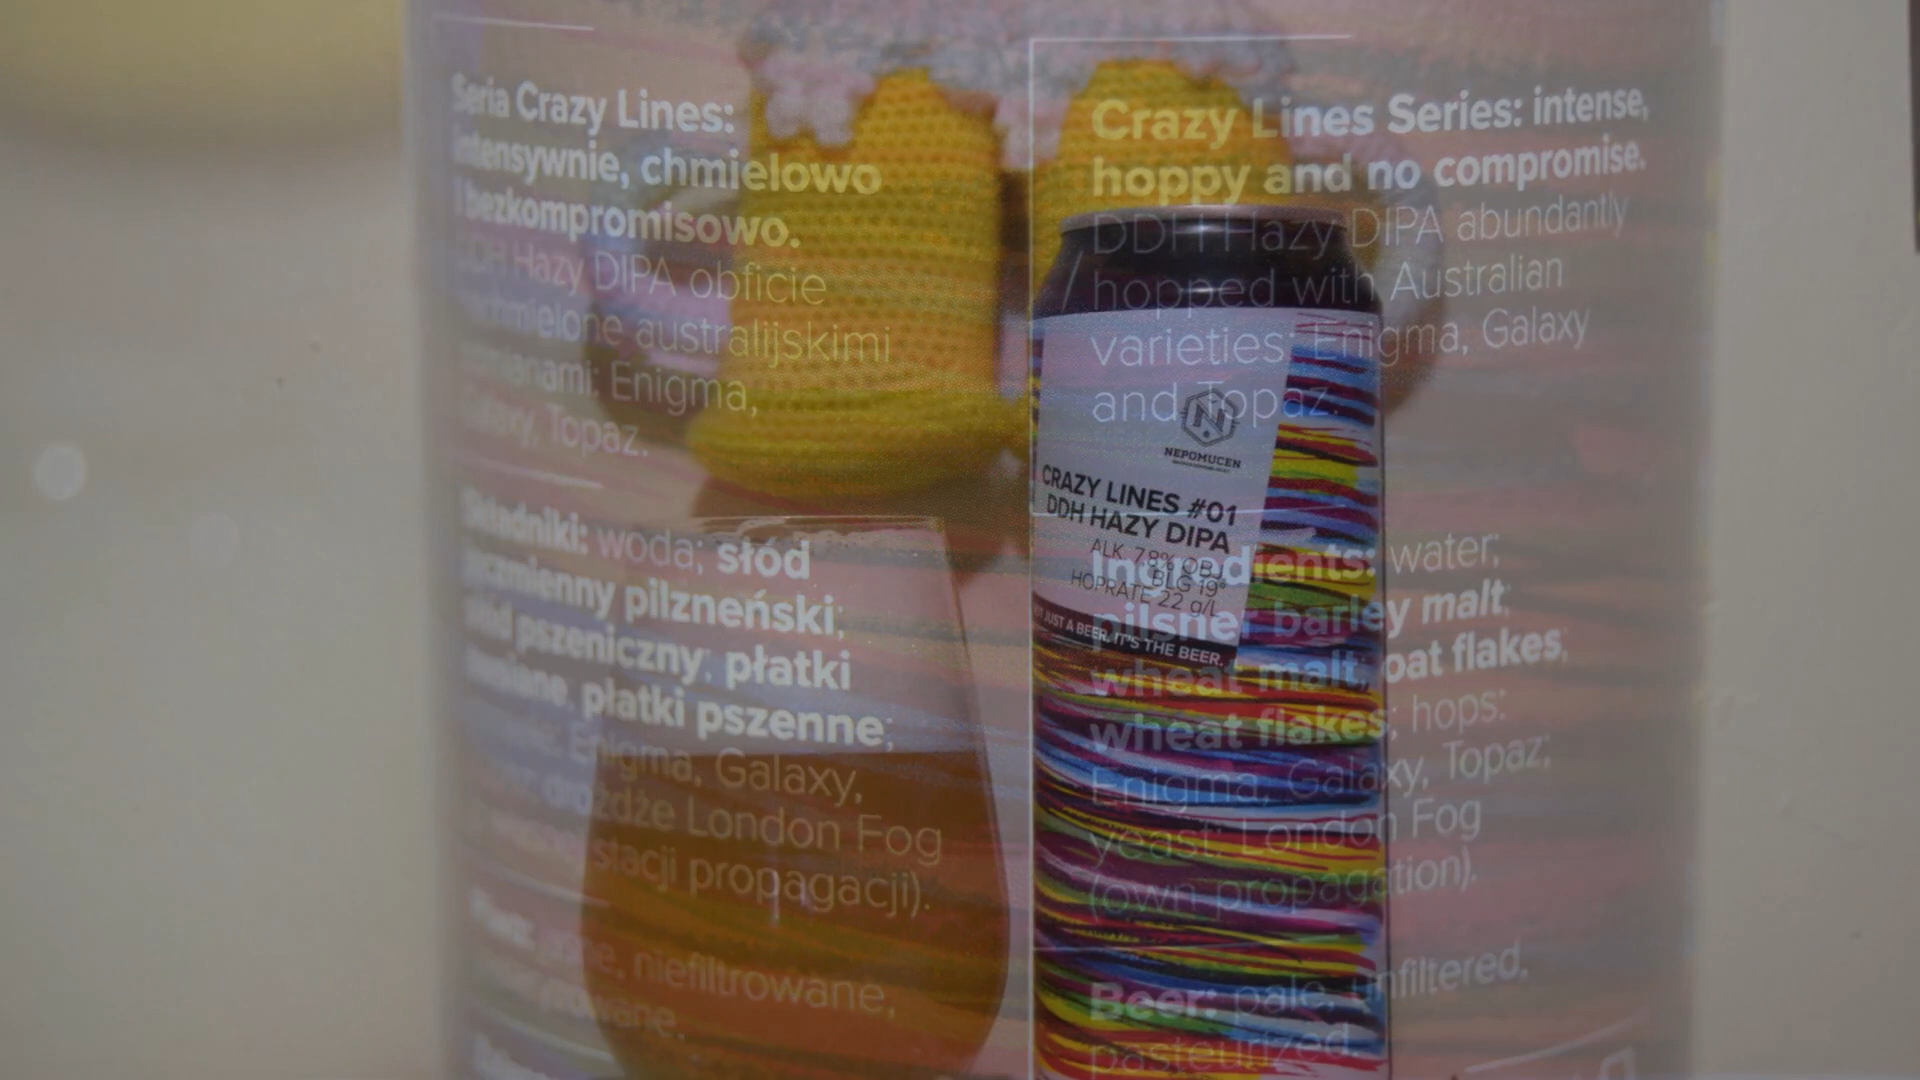 Seria Crazy Lines:
intensywnie, chmielowo
i bezkompromisowo.
DDH Hazy DIPA obficie
australijskimi
Enigma,
Galaxy, Topaz.
Składniki: woda; słód
jęczmienny pilzneński;
słód pszeniczny; płatki
owsiane, płatki pszenne;
Enigma, Galaxy,
drożdże London Fog
stacji propagacji).
niefiltrowane,
Crazy Lines Series: intense,
hoppy and no compromise.
DDH Hazy DIPA abundantly
hopped with Australian
varieties: Enigma, Galaxy
and Topaz.
Ingredients: water;
pilsner barley malt,
wheat malt, oat flakes,
wheat flakes; hops:
Enigma, Galaxy, Topaz;
yeast: London Fog
(own propagation).
Beer: pale, unfiltered,
pasteurized.
N
NEPOMUCEN
CRAZY LINES #01
DDH HAZY DIPA
ALK. 7,8% OBJ.
BLG 19°
HOPRATE 22 g/L
JUST A BEER, IT'S THE BEER.